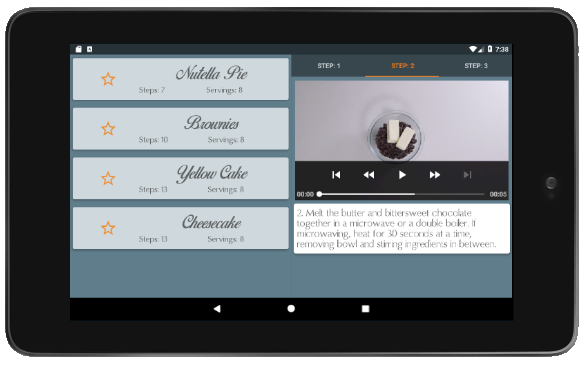 7:38
Nutella Pie
Steps: 7 Servings: 8
Brownies
Steps: 10 Servings: 8
Yellow Cake
Steps: 13 Servings: 8
Cheesecake
Steps: 13 Servings: 8
STEP: 1 STEP: 2 STEP: 3
00:00 00:05
2. Melt the butter and bittersweet chocolate
together in a microwave or a double boiler. If
microwaving, heat for 30 seconds at a time,
removing bowl and stirring ingredients in between.